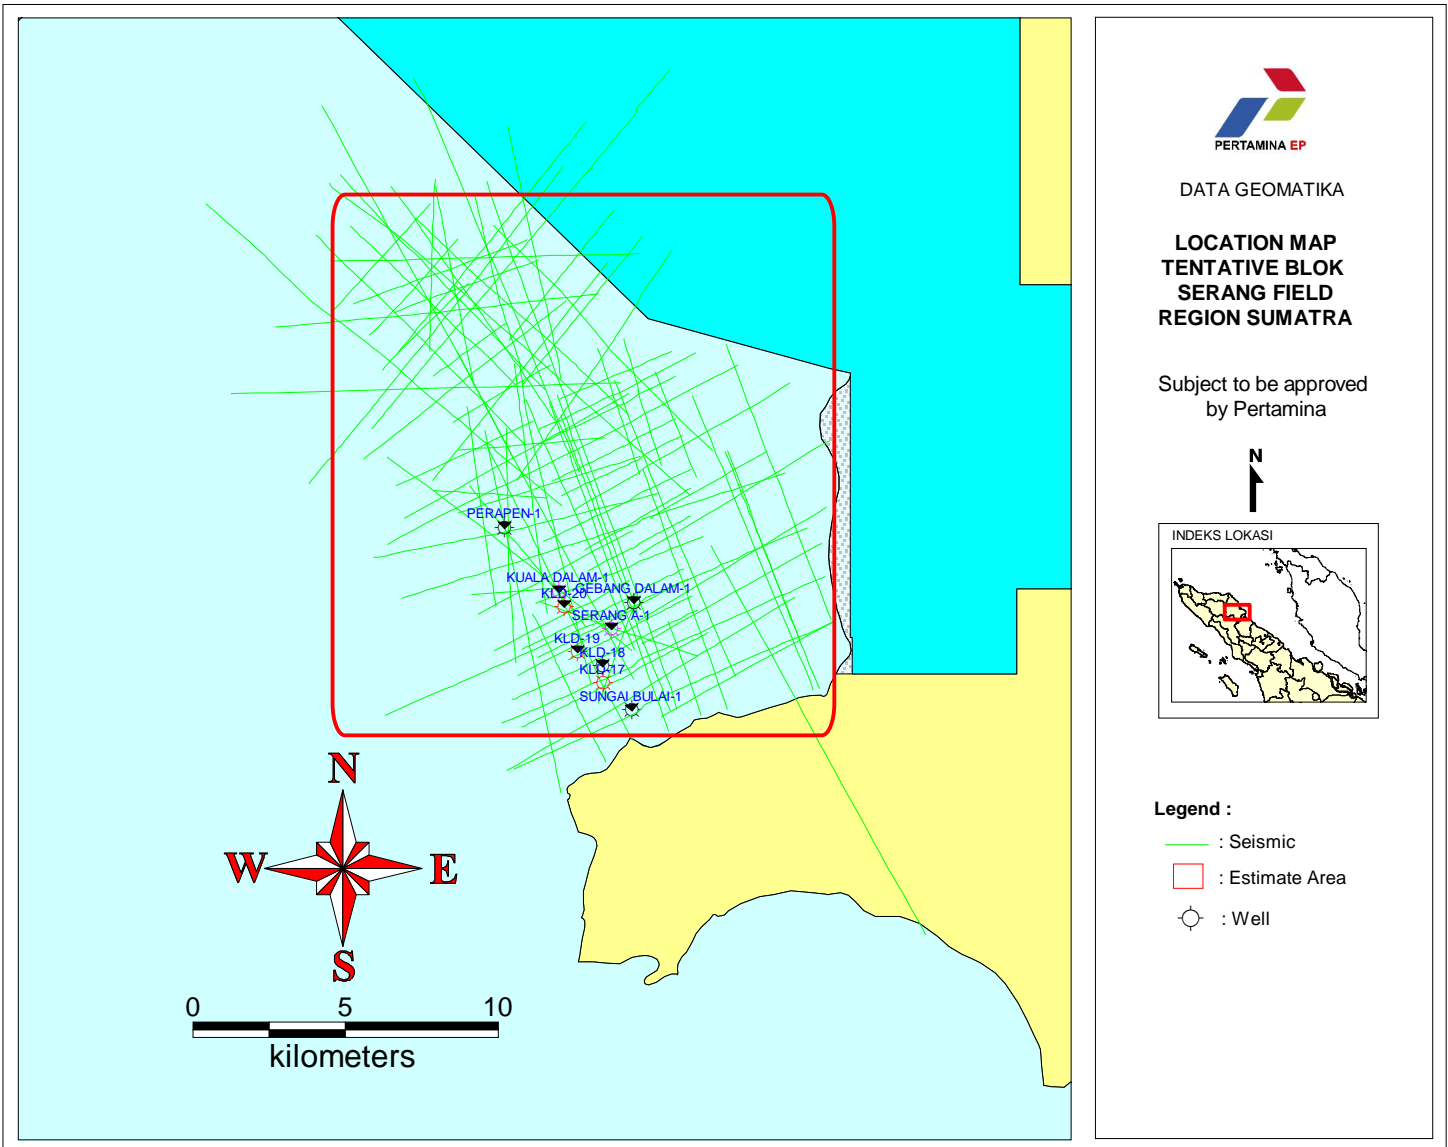 PERAPEN-1
KUALA DALAM-1
GEBANG DALAM-1
KLD-20
SERANG A-1
KLD-19
KLD-18
KLD-17
SUNGAI BULAI-1
N
W
E
S
0 5 10
kilometers
PERTAMINA EP
DATA GEOMATIKA
LOCATION MAP
TENTATIVE BLOK
SERANG FIELD
REGION SUMATRA
Subject to be approved
by Pertamina
N
INDEKS LOKASI
Legend :
: Seismic
: Estimate Area
: Well